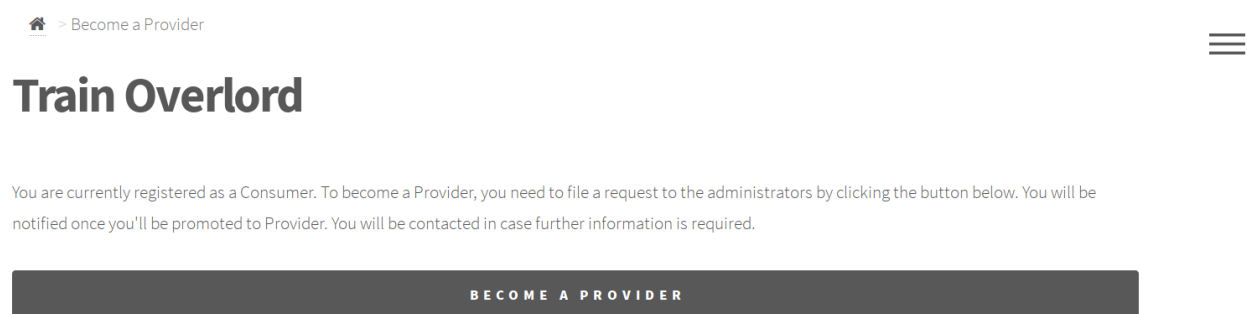 > Become a Provider
Train Overlord
You are currently registered as a Consumer. To become a Provider, you need to file a request to the administrators by clicking the button below. You will be
notified once you'll be promoted to Provider. You will be contacted in case further information is required.
BECOME A PROVIDER